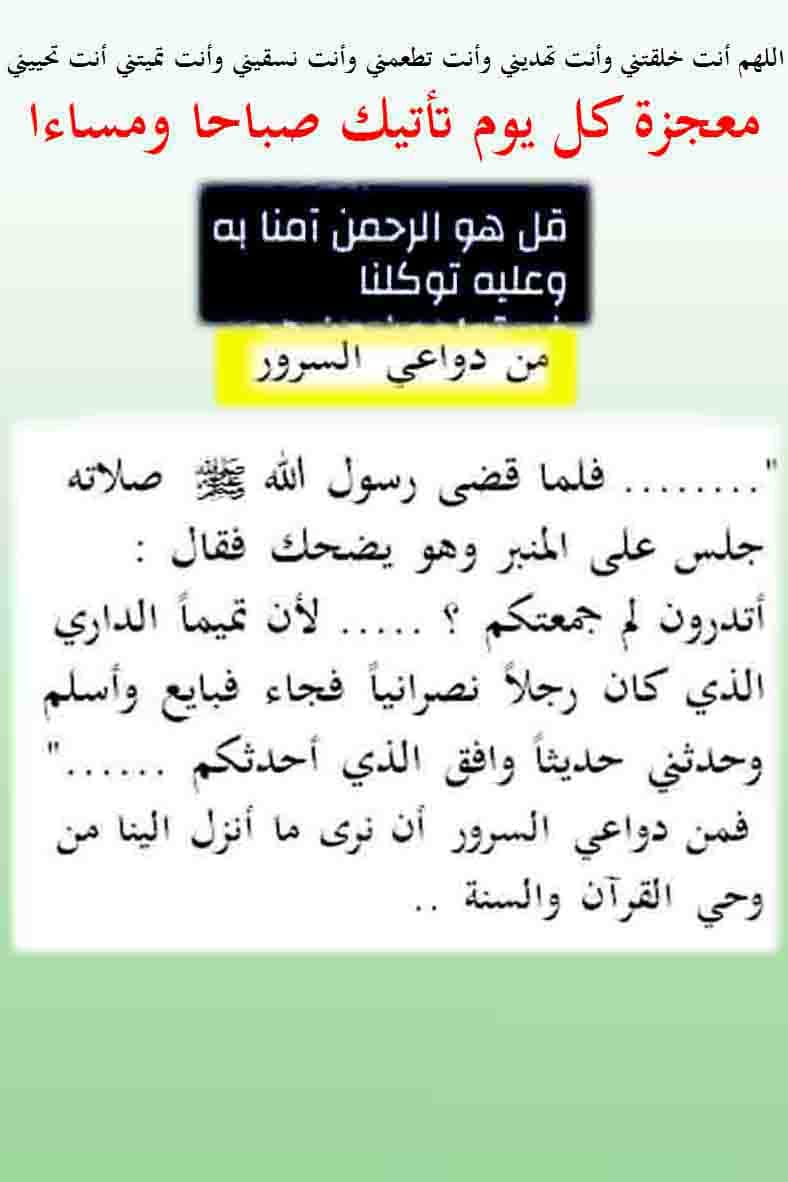 اللهم أنت خلقتني وأنت تهديني وأنت تطعمني وأنت نسقيني وأنت تميتني أنت تحييني
معجزة كل يوم تأتيك صباحا ومساءا
قل هو الرحمن آمنا به
وعليه توكلنا
من دواعي السرور
"........ فلما قضى رسول الله ﷺ صلاته
جلس على المنبر وهو يضحك فقال :
أتدرون لم جمعتكم ؟ ..... لأن تميماً الداري
الذي كان رجلاً نصرانياً فجاء فبايع وأسلم
وحدثني حديثاً وافق الذي أحدثكم ......"
فمن دواعي السرور أن نرى ما أنزل الينا من
وحي القرآن والسنة ..